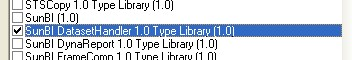 STSCopy 1.0 Type Library (1.0)
SunBI (1.0)
SunBI DatasetHandler 1.0 Type Library (1.0)
SunBI DynaReport 1.0 Type Library (1.0)
SunBI FrameComp 1.0 Type Library (1.0)